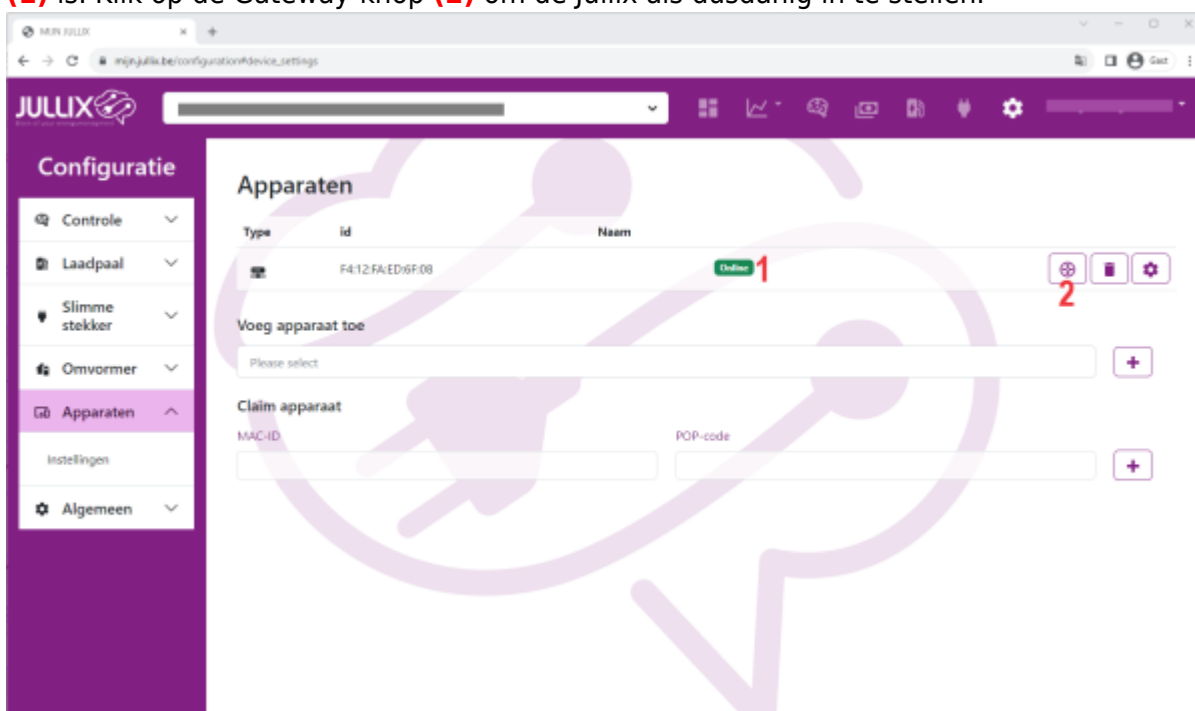 (1) is. Klik op de Gateway-knop (2) om de Jullix als dusdanig in te stellen.
MIJN JULLIX
mijn.jullix.be/configuration#device_settings
Gast
JULLIX
Configuratie
Apparaten
Controle
Type id Naam
Laadpaal
F4:12:FA:ED:6F:08 Online 1
2
Slimme
stekker
Voeg apparaat toe
Omvormer
Please select
Apparaten
Claim apparaat
MAC-ID POP-code
Instellingen
Algemeen